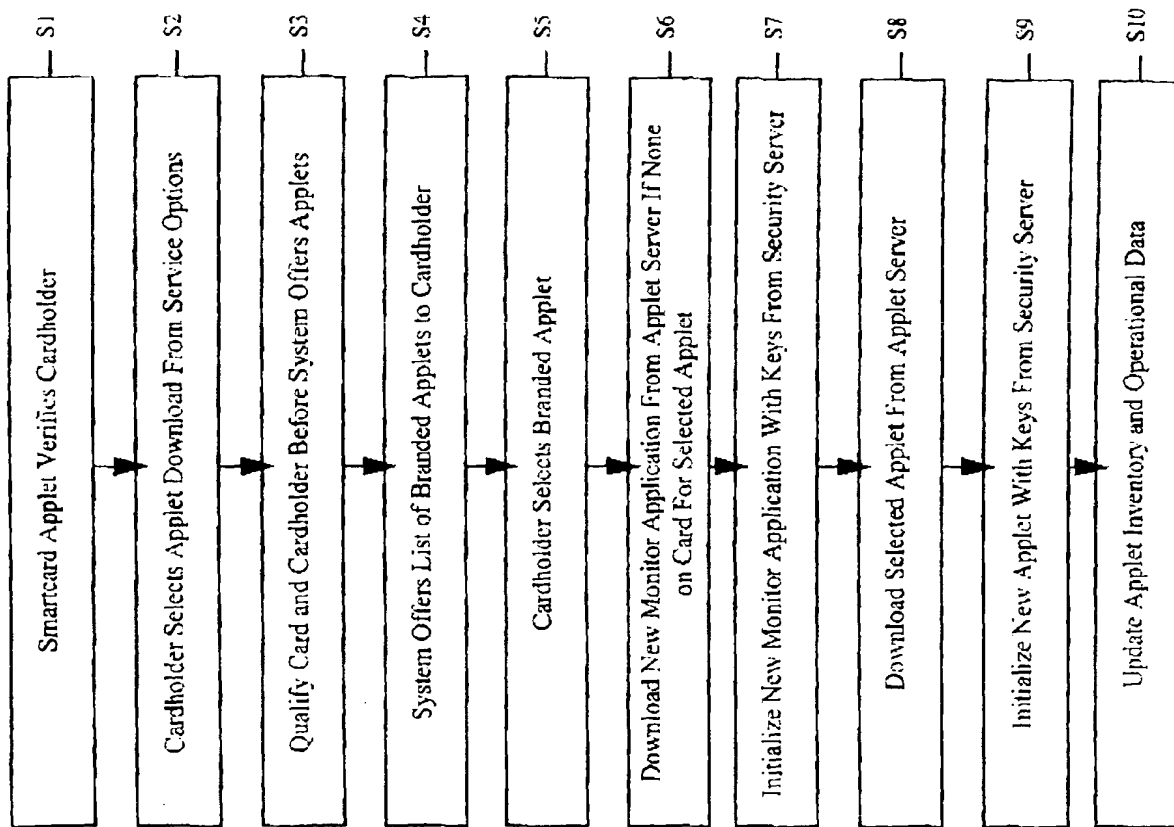 Smartcard Applet Verifies Cardholder
S1
Cardholder Selects Applet Download From Service Options
S2
Qualify Card and Cardholder Before System Offers Applets
S3
System Offers List of Branded Applets to Cardholder
S4
Cardholder Selects Branded Applet
S5
Download New Monitor Application From Applet Server If None
on Card For Selected Applet
S6
Initialize New Monitor Application With Keys From Security Server
S7
Download Selected Applet From Applet Server
S8
Initialize New Applet With Keys From Security Server
S9
Update Applet Inventory and Operational Data
S10